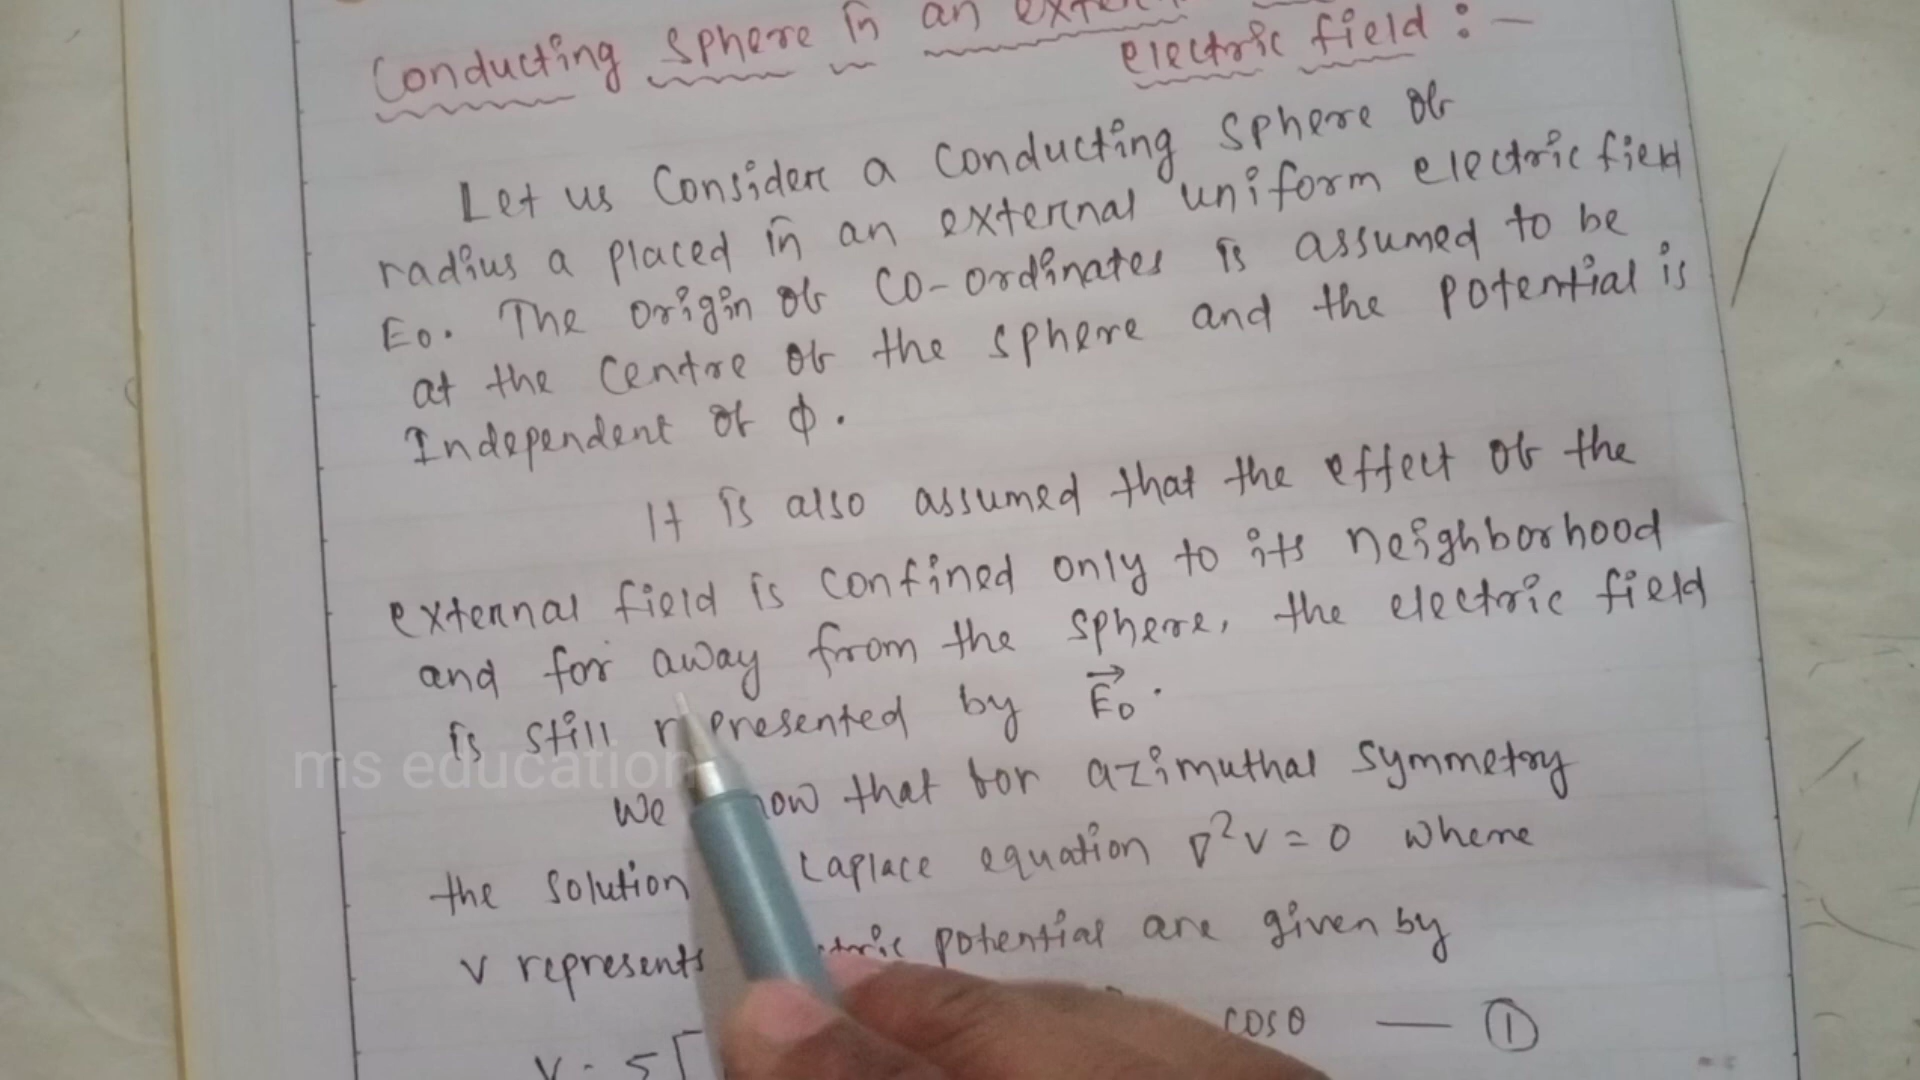 Conducting sphere in an
electric field : —
Let us Consider a Conducting sphere of
radius a placed in an external uniform electric field
E0. The origin of co-ordinates is assumed to be
at the centre of the sphere and the potential is
Independent of ϕ.
It is also assumed that the effect of the
external field is confined only to its neighborhood
and for away from the sphere, the electric field
is still represented by E⃗0.
ms education
We that for azimuthal symmetry
the solution Laplace equation ∇²V = 0 where
V represents potential are given by
cosθ — ①